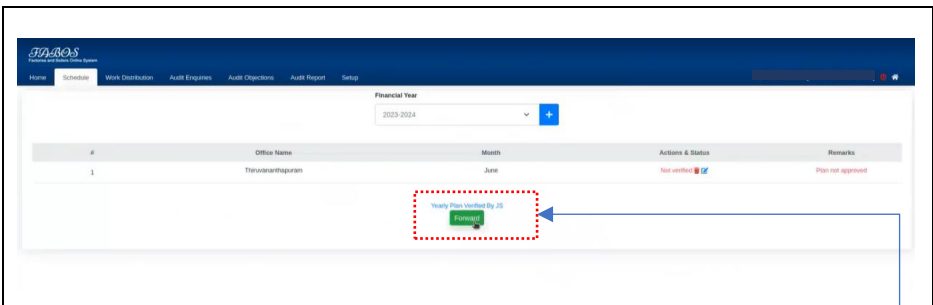 FABOS
Factories and Boilers Online System
Home Schedule Work Distribution Audit Enquiries Audit Objections Audit Report Setup
Financial Year
2023-2024
+
# Office Name Month Actions & Status Remarks
1 Thiruvananthapuram June Not verified Plan not approved
Yearly Plan Verified By JS
Forward